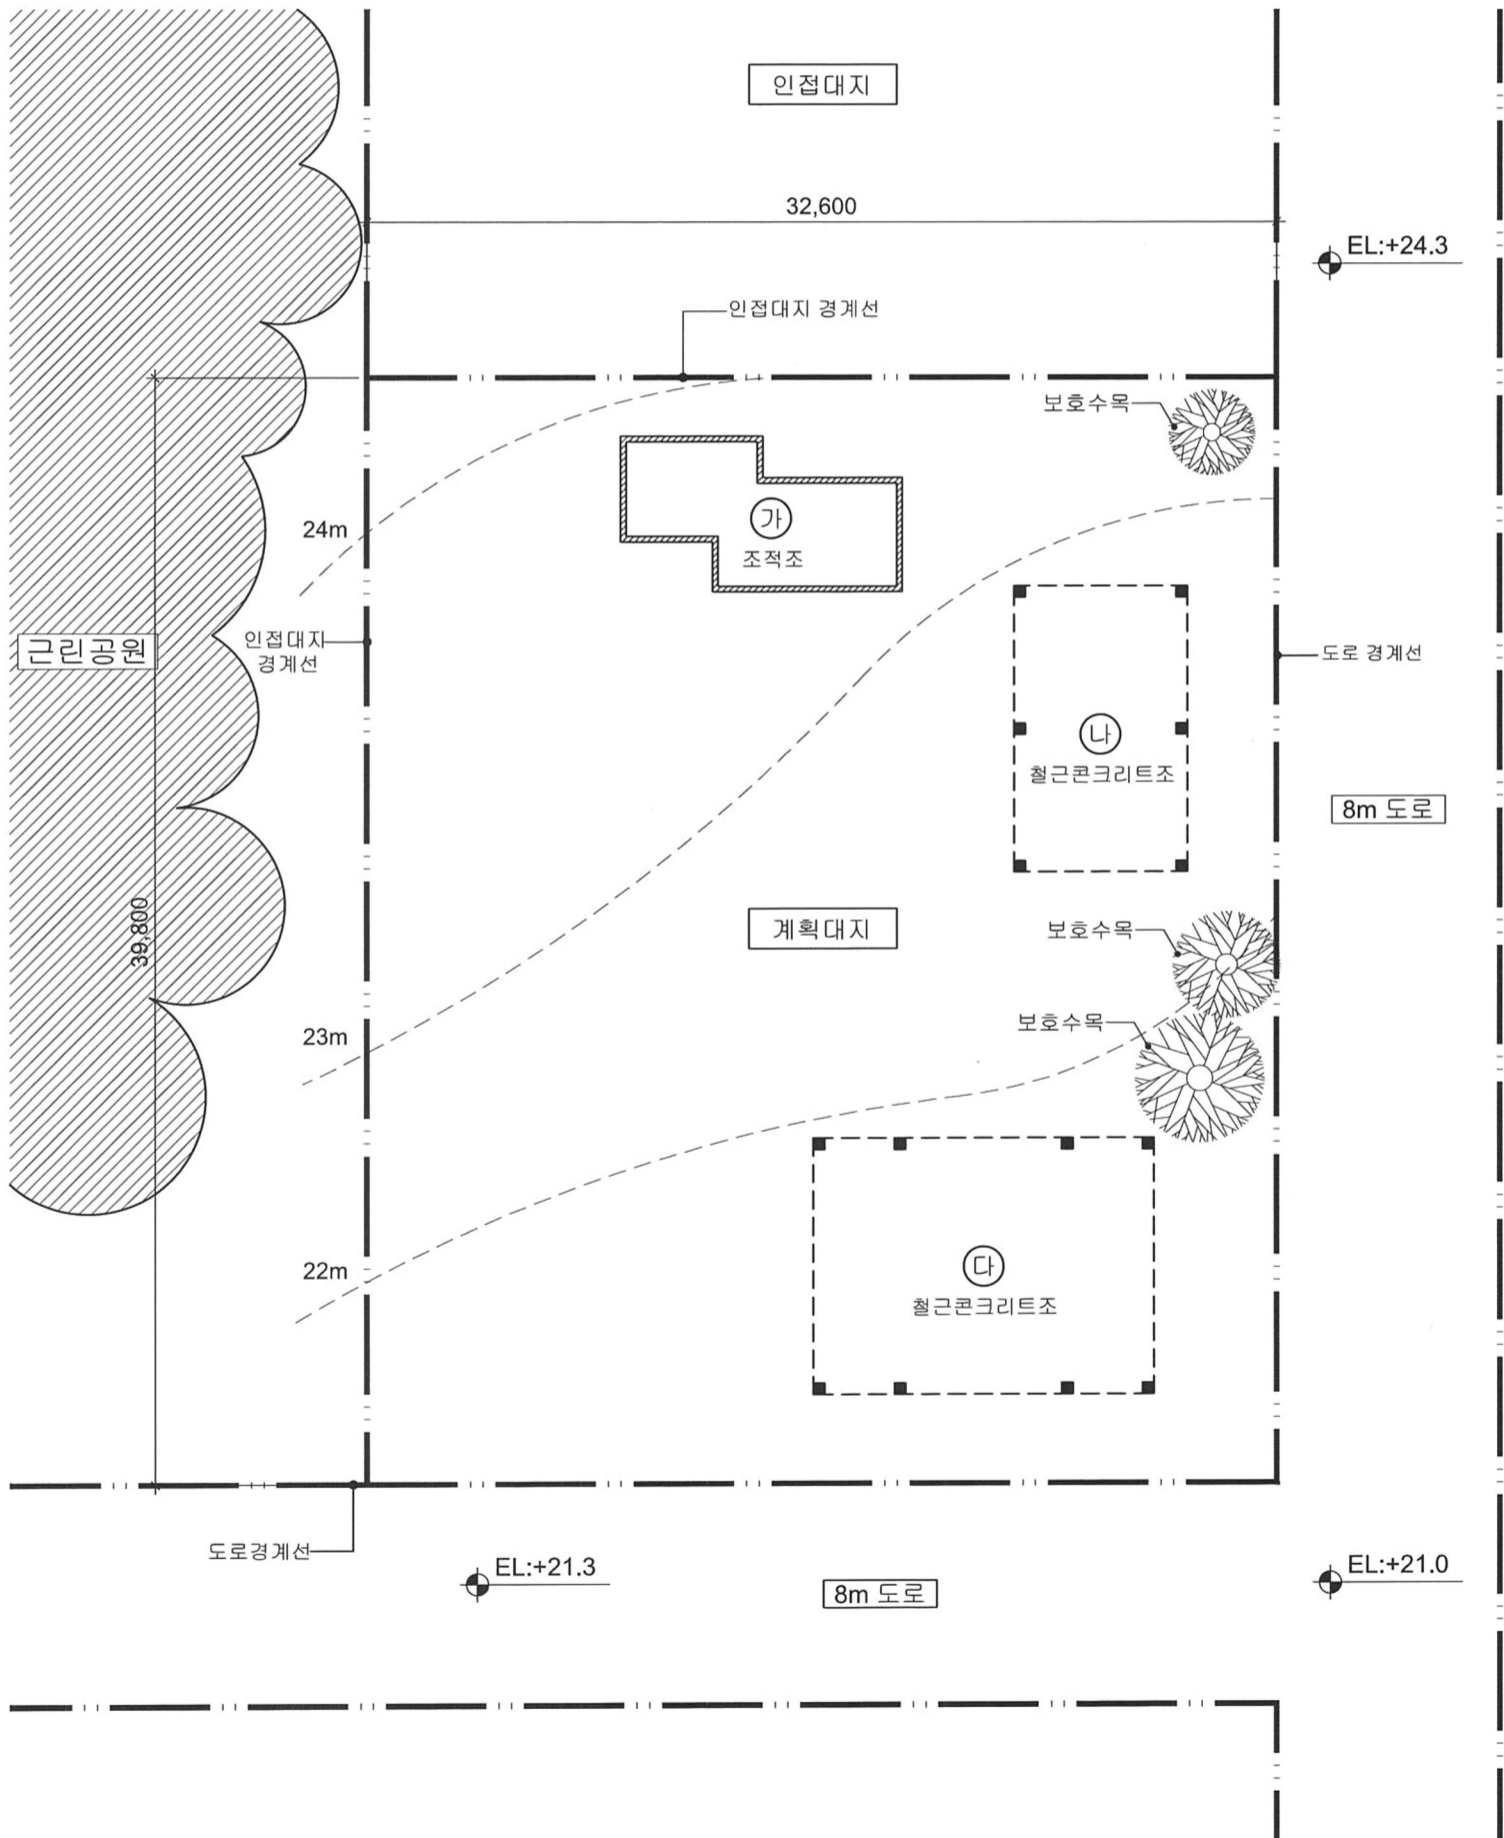 인접대지
32,600
EL:+24.3
인접대지 경계선
보호수목
24m
가
조적조
근린공원
인접대지
경계선
도로 경계선
나
철근콘크리트조
8m 도로
39,800
계획대지
보호수목
보호수목
23m
22m
다
철근콘크리트조
도로경계선
EL:+21.3
8m 도로
EL:+21.0